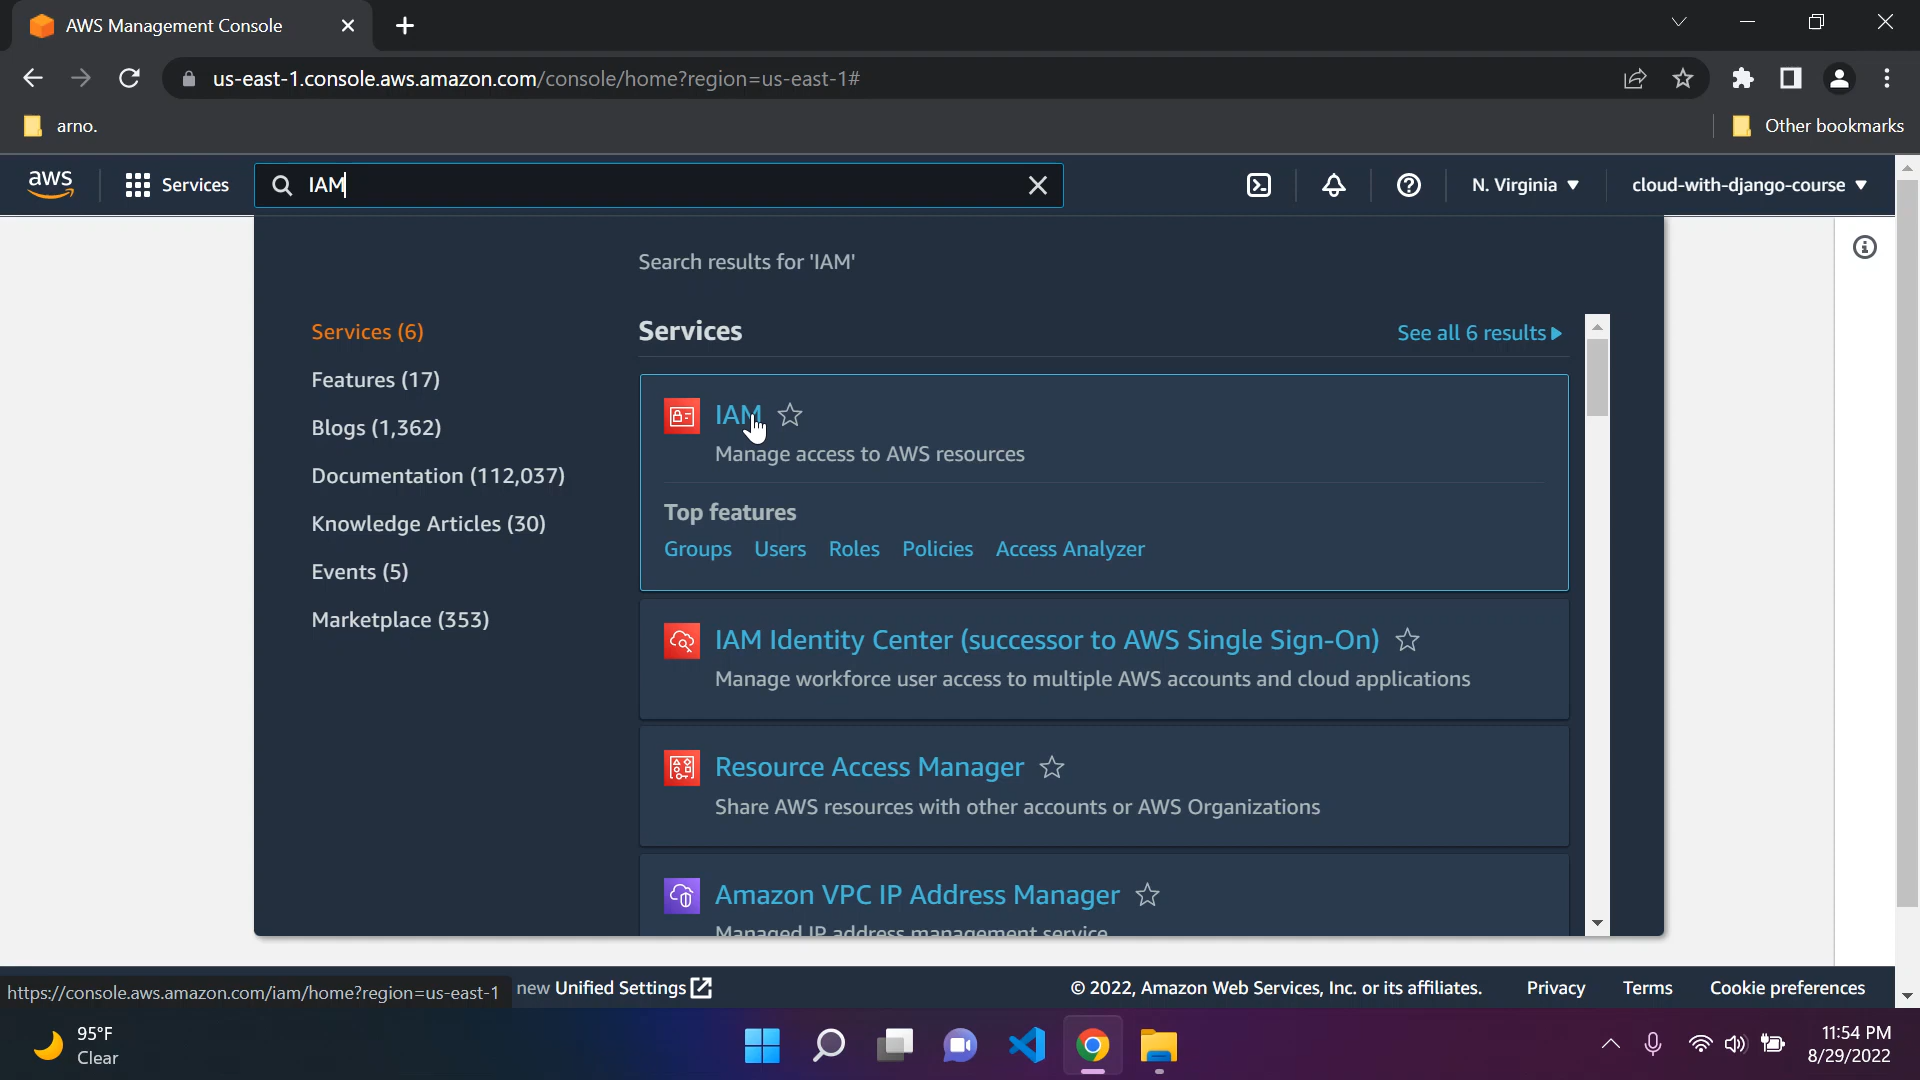 AWS Management Console
us-east-1.console.aws.amazon.com/console/home?region=us-east-1#
arno.
Other bookmarks
aws
Services
IAM
N. Virginia
cloud-with-django-course
Search results for 'IAM'
Services (6)
Features (17)
Blogs (1,362)
Documentation (112,037)
Knowledge Articles (30)
Events (5)
Marketplace (353)
Services
See all 6 results
IAM
Manage access to AWS resources
Top features
Groups Users Roles Policies Access Analyzer
IAM Identity Center (successor to AWS Single Sign-On)
Manage workforce user access to multiple AWS accounts and cloud applications
Resource Access Manager
Share AWS resources with other accounts or AWS Organizations
Amazon VPC IP Address Manager
Managed IP address management service
https://console.aws.amazon.com/iam/home?region=us-east-1
new Unified Settings
© 2022, Amazon Web Services, Inc. or its affiliates.
Privacy
Terms
Cookie preferences
95°F
Clear
11:54 PM
8/29/2022